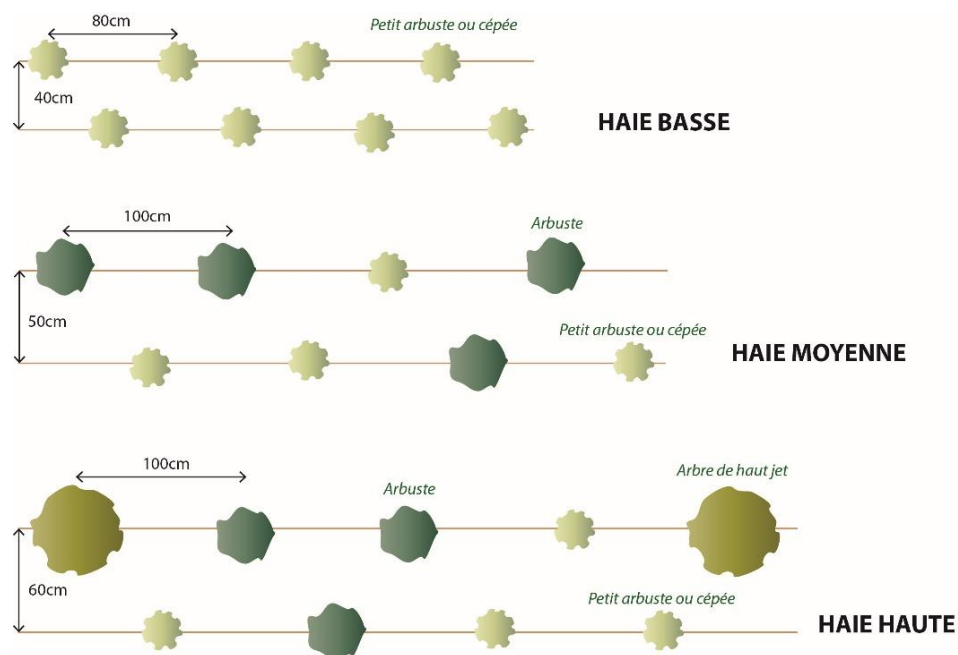 80cm
Petit arbuste ou cépée
40cm
HAIE BASSE
100cm
Arbuste
50cm
Petit arbuste ou cépée
HAIE MOYENNE
100cm
Arbuste
Arbre de haut jet
60cm
Petit arbuste ou cépée
HAIE HAUTE